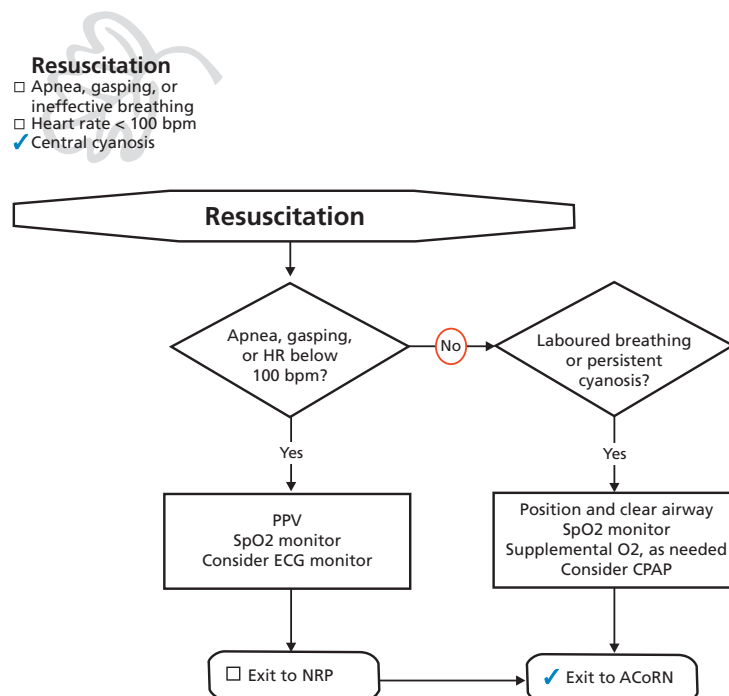 Resuscitation
☐ Apnea, gasping, or
ineffective breathing
☐ Heart rate < 100 bpm
✓ Central cyanosis
Resuscitation
Apnea, gasping,
or HR below
100 bpm?
No
Laboured breathing
or persistent
cyanosis?
Yes
Yes
PPV
SpO2 monitor
Consider ECG monitor
Position and clear airway
SpO2 monitor
Supplemental O2, as needed
Consider CPAP
☐ Exit to NRP
✓ Exit to ACoRN